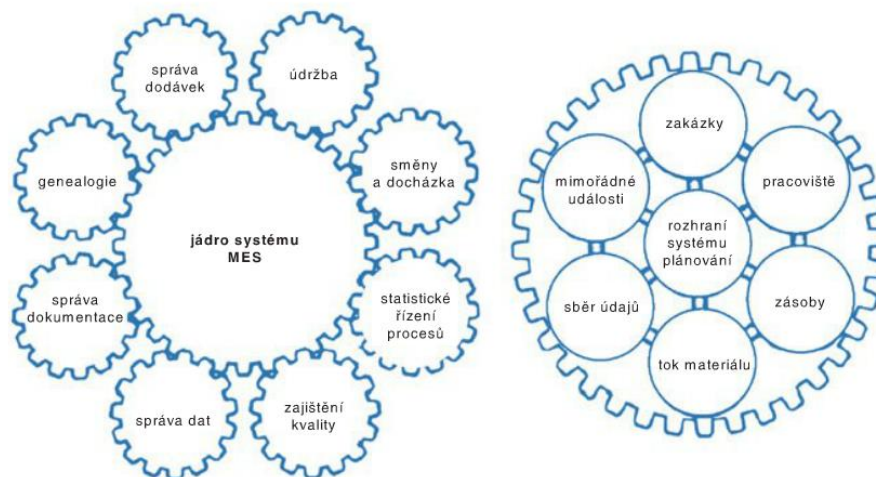 správa
dodávek
údržba
genealogie
směny
a docházka
jádro systému
MES
správa
dokumentace
statistické
řízení
procesů
správa dat
zajištění
kvality
zakázky
mimořádné
události
pracoviště
rozhraní
systému
plánování
sběr údajů
zásoby
tok materiálu